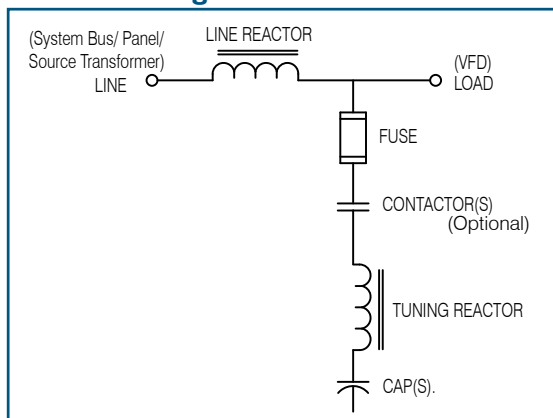 (System Bus/ Panel/
Source Transformer)
LINE
LINE REACTOR
(VFD)
LOAD
FUSE
CONTACTOR(S)
(Optional)
TUNING REACTOR
CAP(S).